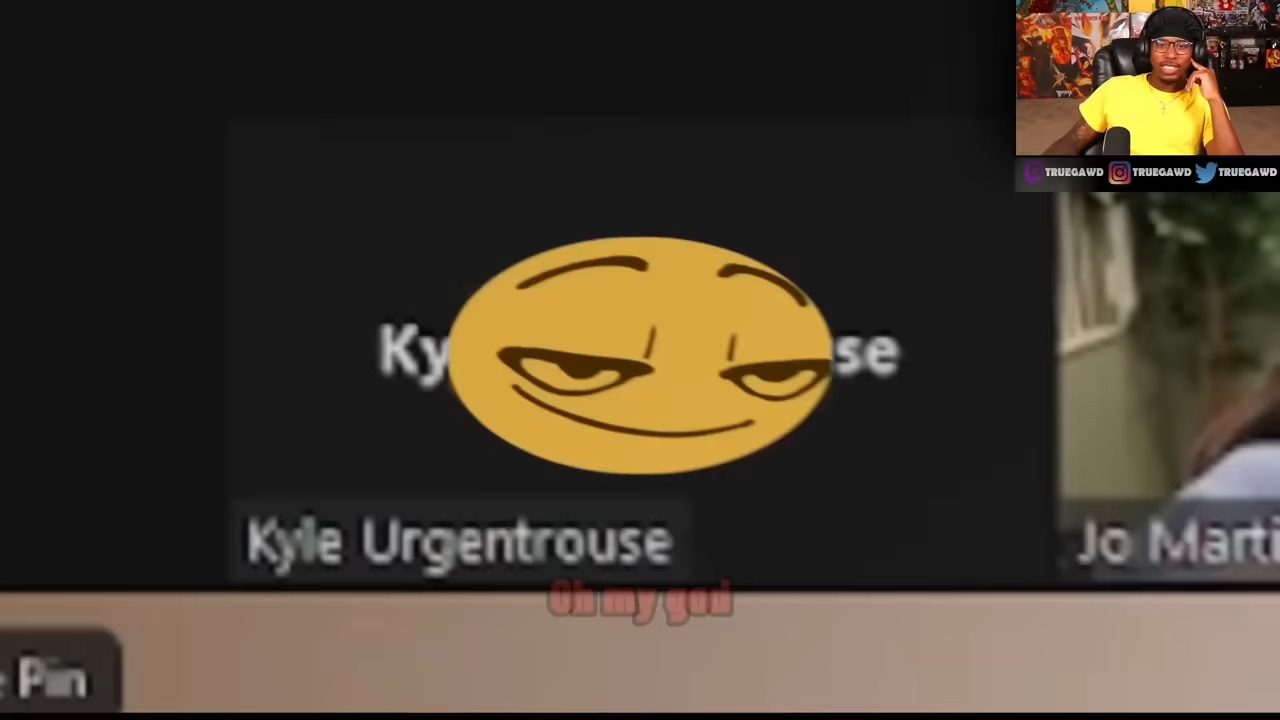 TRUEGAWD TRUEGAWD TRUEGAWD
Ky se
Kyle Urgentrouse
Jo Marti
Oh my god
Pin